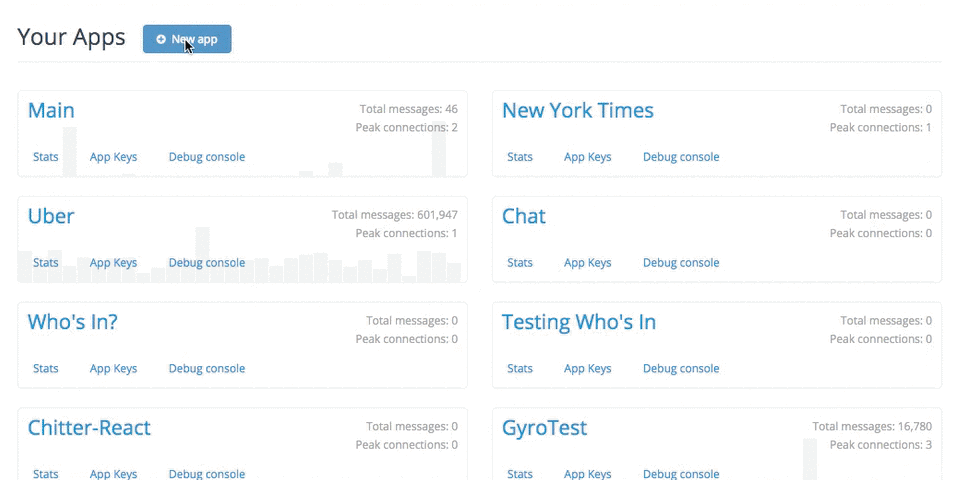 Your Apps New app
Main
Total messages: 46
Peak connections: 2
Stats App Keys Debug console
New York Times
Total messages: 0
Peak connections: 1
Stats App Keys Debug console
Uber
Total messages: 601,947
Peak connections: 1
Stats App Keys Debug console
Chat
Total messages: 0
Peak connections: 0
Stats App Keys Debug console
Who's In?
Total messages: 0
Peak connections: 0
Stats App Keys Debug console
Testing Who's In
Total messages: 0
Peak connections: 0
Stats App Keys Debug console
Chitter-React
Total messages: 0
Peak connections: 0
Stats App Keys Debug console
GyroTest
Total messages: 16,780
Peak connections: 3
Stats App Keys Debug console